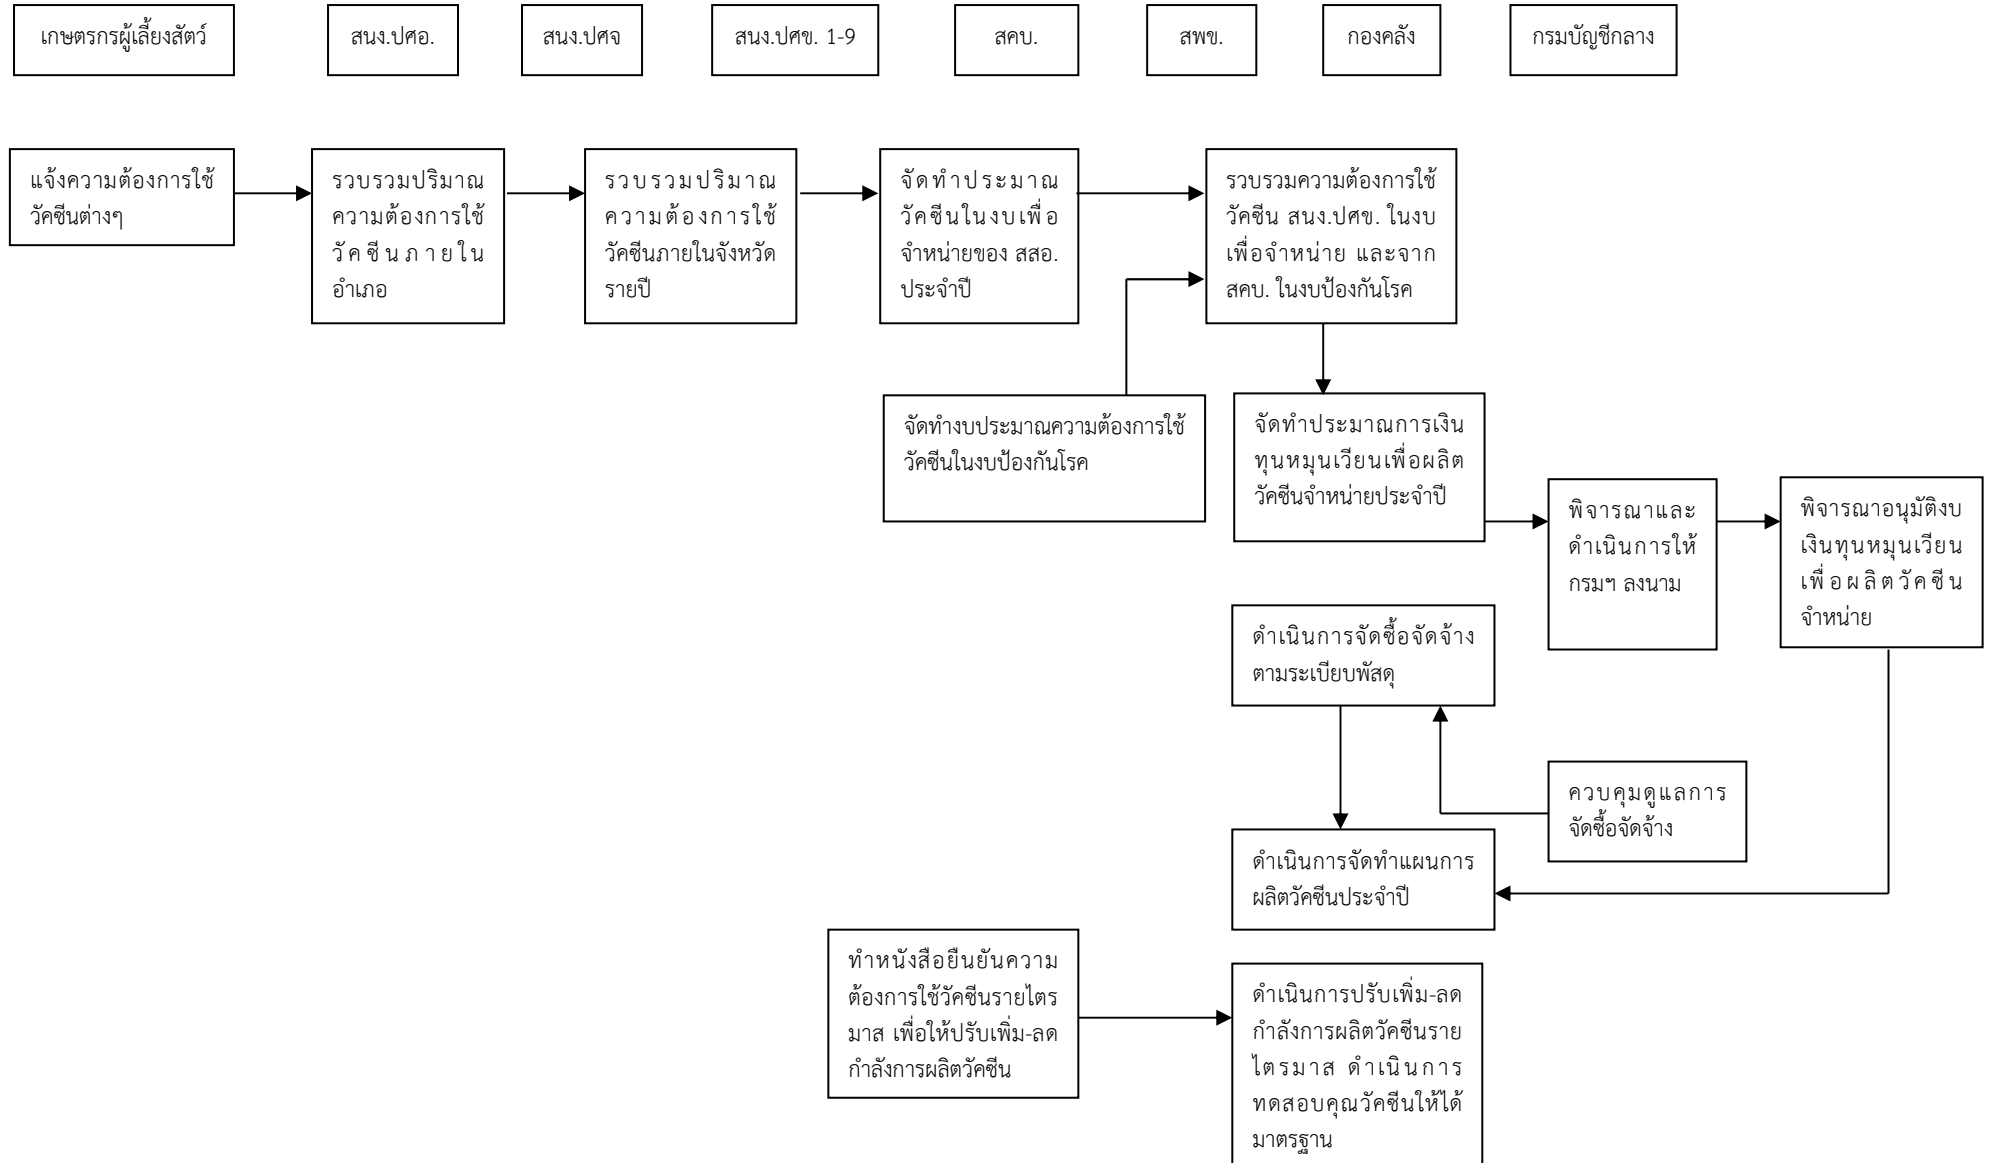 เกษตรกรผู้เลี้ยงสัตว์
สนง.ปศอ.
สนง.ปศจ
สนง.ปศข. 1-9
สคบ.
สพข.
กองคลัง
กรมบัญชีกลาง
แจ้งความต้องการใช้
วัคซีนต่างๆ
รวบรวมปริมาณ
ความต้องการใช้
วัคซีนภายใน
อำเภอ
รวบรวมปริมาณ
ความต้องการใช้
วัคซีนภายในจังหวัด
รายปี
จัดทำประมาณ
วัคซีนในงบเพื่อ
จำหน่ายของ สสอ.
ประจำปี
รวบรวมความต้องการใช้
วัคซีน สนง.ปศข. ในงบ
เพื่อจำหน่าย และจาก
สคบ. ในงบป้องกันโรค
จัดทำงบประมาณความต้องการใช้
วัคซีนในงบป้องกันโรค
จัดทำประมาณการเงิน
ทุนหมุนเวียนเพื่อผลิต
วัคซีนจำหน่ายประจำปี
พิจารณาและ
ดำเนินการให้
กรมฯ ลงนาม
พิจารณาอนุมัติงบ
เงินทุนหมุนเวียน
เพื่อผลิตวัคซีน
จำหน่าย
ดำเนินการจัดซื้อจัดจ้าง
ตามระเบียบพัสดุ
ควบคุมดูแลการ
จัดซื้อจัดจ้าง
ดำเนินการจัดทำแผนการ
ผลิตวัคซีนประจำปี
ทำหนังสือยืนยันความ
ต้องการใช้วัคซีนรายไตร
มาส เพื่อให้ปรับเพิ่ม-ลด
กำลังการผลิตวัคซีน
ดำเนินการปรับเพิ่ม-ลด
กำลังการผลิตวัคซีนราย
ไตรมาส ดำเนินการ
ทดสอบคุณวัคซีนให้ได้
มาตรฐาน